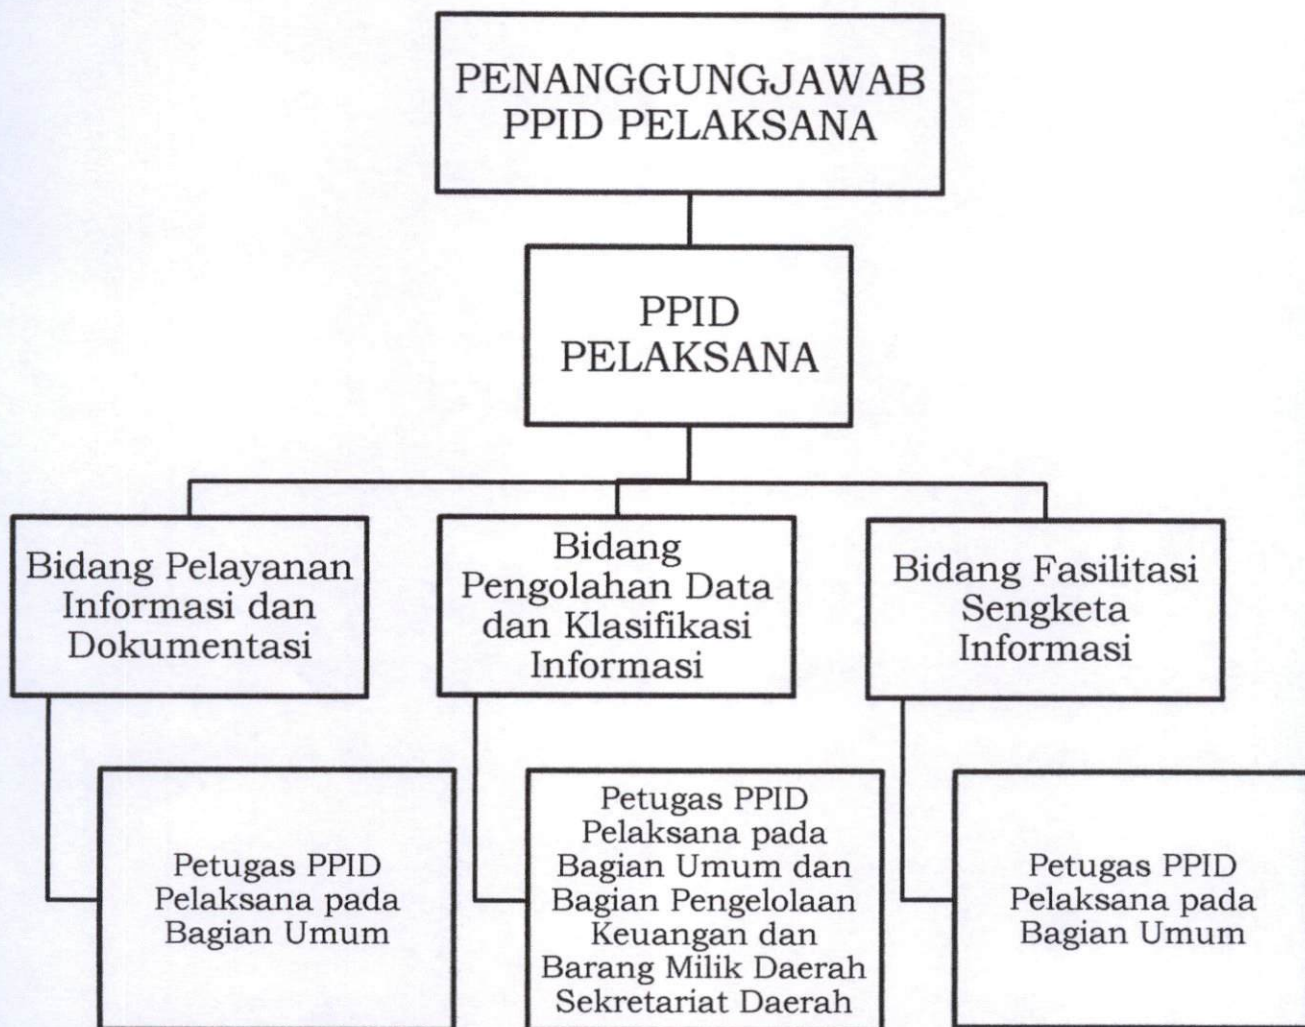 PENANGGUNGJAWAB
PPID PELAKSANA
PPID
PELAKSANA
Bidang Pelayanan
Informasi dan
Dokumentasi
Bidang
Pengolahan Data
dan Klasifikasi
Informasi
Bidang Fasilitasi
Sengketa
Informasi
Petugas PPID
Pelaksana pada
Bagian Umum
Petugas PPID
Pelaksana pada
Bagian Umum dan
Bagian Pengelolaan
Keuangan dan
Barang Milik Daerah
Sekretariat Daerah
Petugas PPID
Pelaksana pada
Bagian Umum